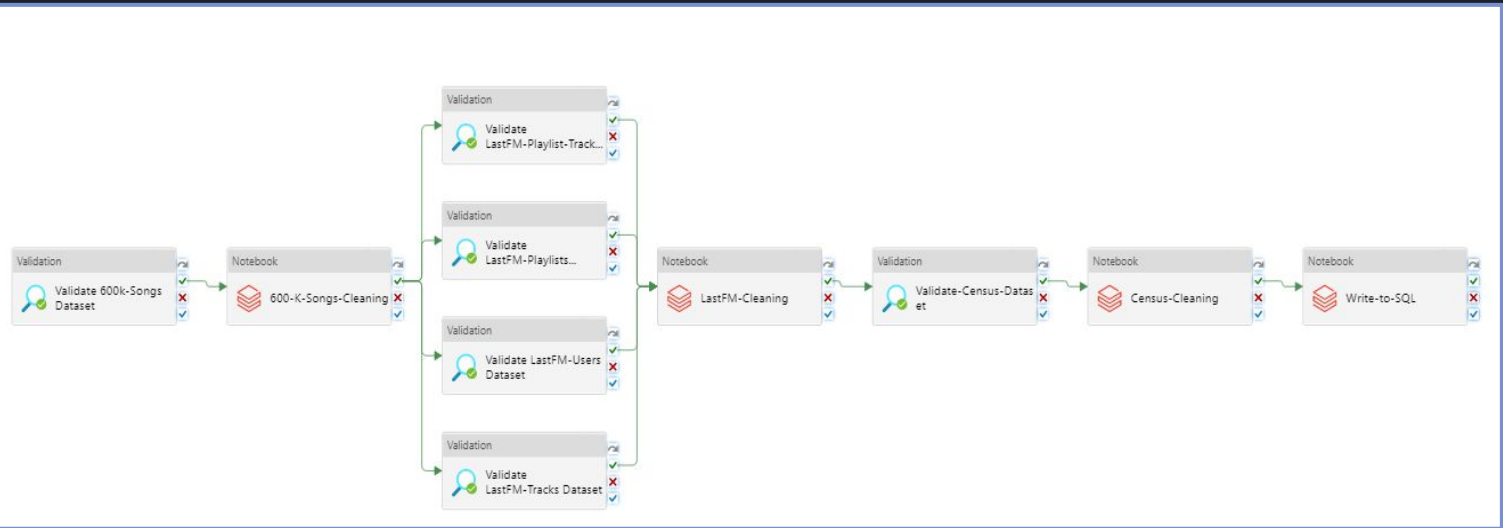 Validation
Validate 600k-Songs
Dataset
Notebook
600-K-Songs-Cleaning
Validation
Validate
LastFM-Playlist-Track...
Validation
Validate
LastFM-Playlists...
Validation
Validate LastFM-Users
Dataset
Validation
Validate
LastFM-Tracks Dataset
Notebook
LastFM-Cleaning
Validation
Validate-Census-Datas
et
Notebook
Census-Cleaning
Notebook
Write-to-SQL